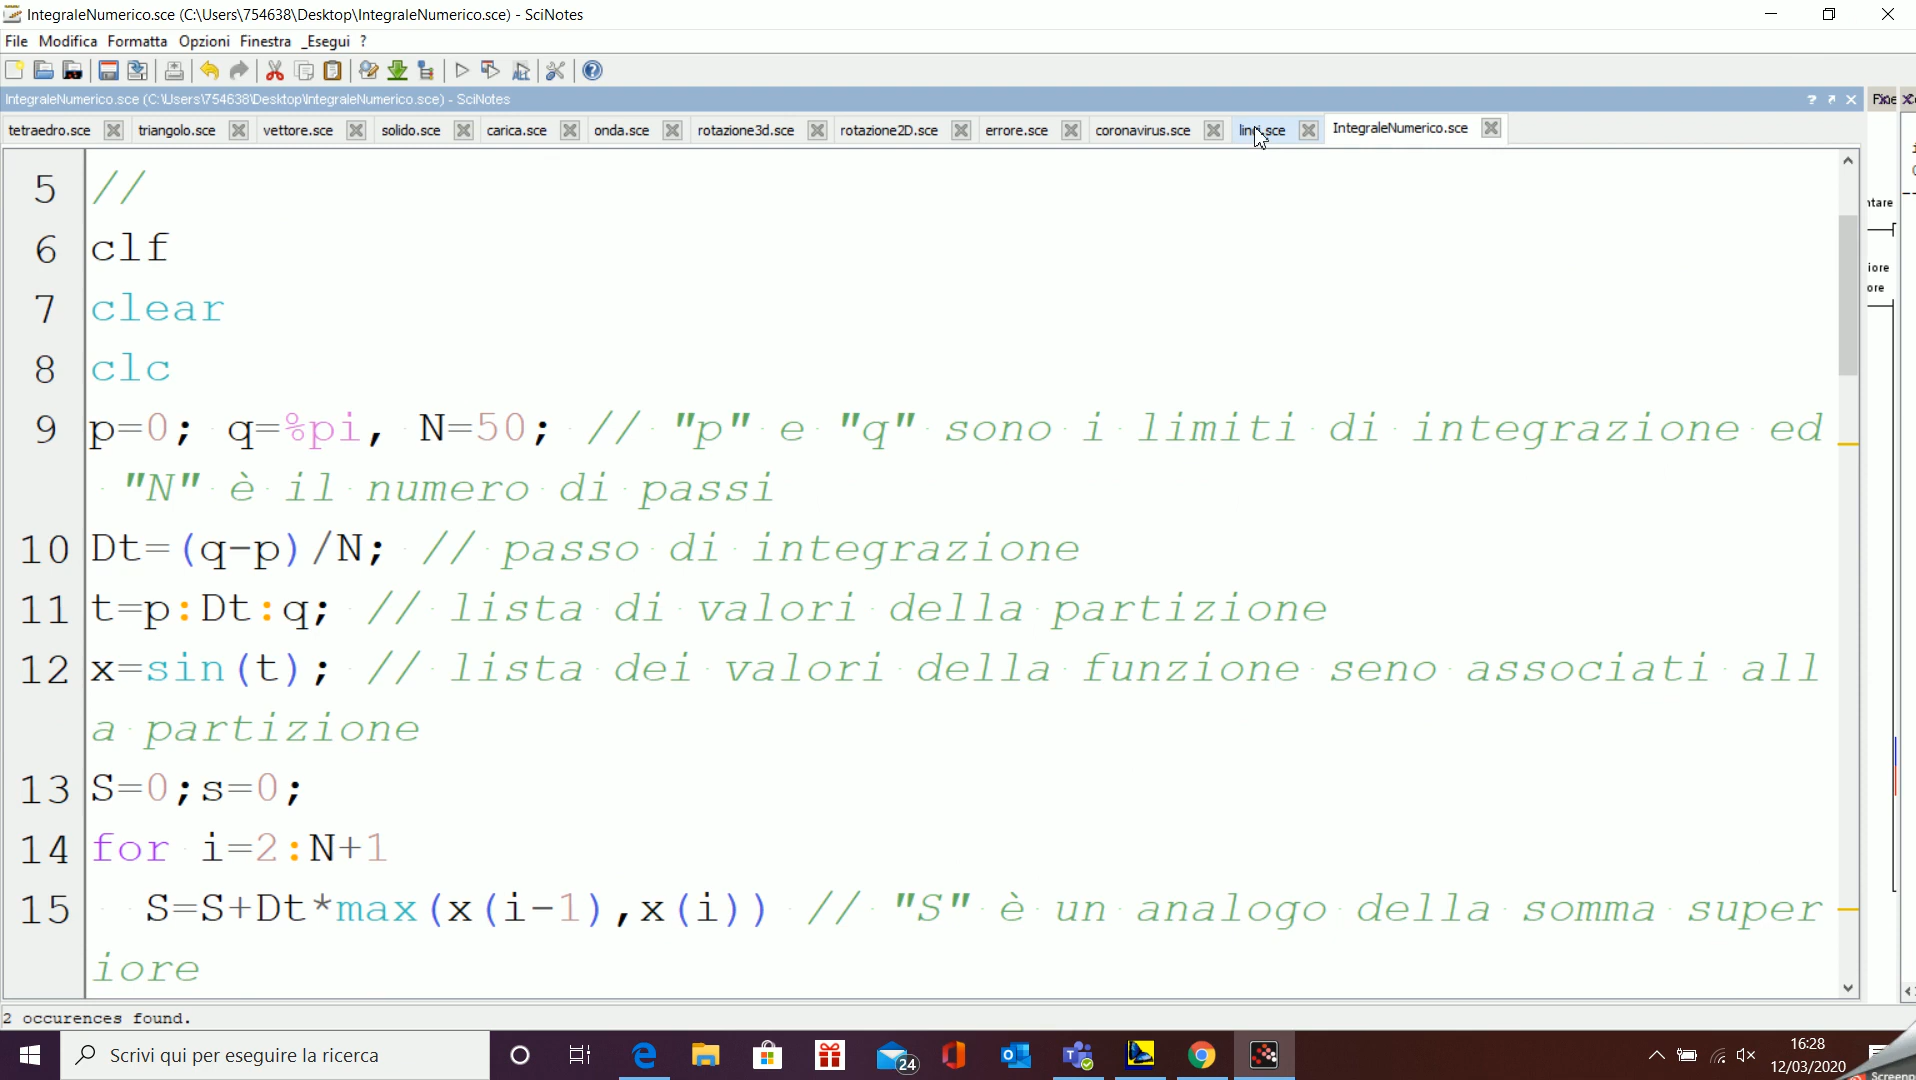 IntegraleNumerico.sce (C:\Users\754638\Desktop\IntegraleNumerico.sce) - SciNotes
File Modifica Formatta Opzioni Finestra _Esegui ?
IntegraleNumerico.sce (C:\Users\754638\Desktop\IntegraleNumerico.sce) - SciNotes
tetraedro.sce triangolo.sce vettore.sce solido.sce carica.sce onda.sce rotazione3d.sce rotazione2D.sce errore.sce coronavirus.sce IntegraleNumerico.sce
5 //
6 clf
7 clear
8 clc
9 p=0; q=%pi, N=50; // "p" e "q" sono i limiti di integrazione ed
"N" è il numero di passi
10 Dt=(q-p)/N; // passo di integrazione
11 t=p:Dt:q; // lista di valori della partizione
12 x=sin(t); // lista dei valori della funzione seno associati all
a partizione
13 S=0;s=0;
14 for i=2:N+1
15 S=S+Dt*max(x(i-1),x(i)) // "S" è un analogo della somma super
iore
ntare
iore
ore
2 occurences found.
Scrivi qui per eseguire la ricerca
24
16:28
12/03/2020